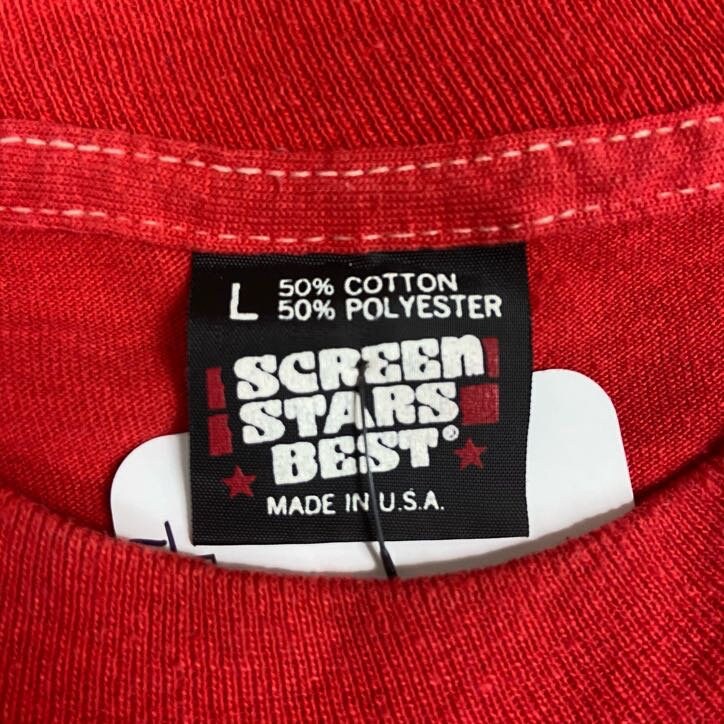 L 50% COTTON
50% POLYESTER
SCREEN
STARS
BEST®
MADE IN U.S.A.